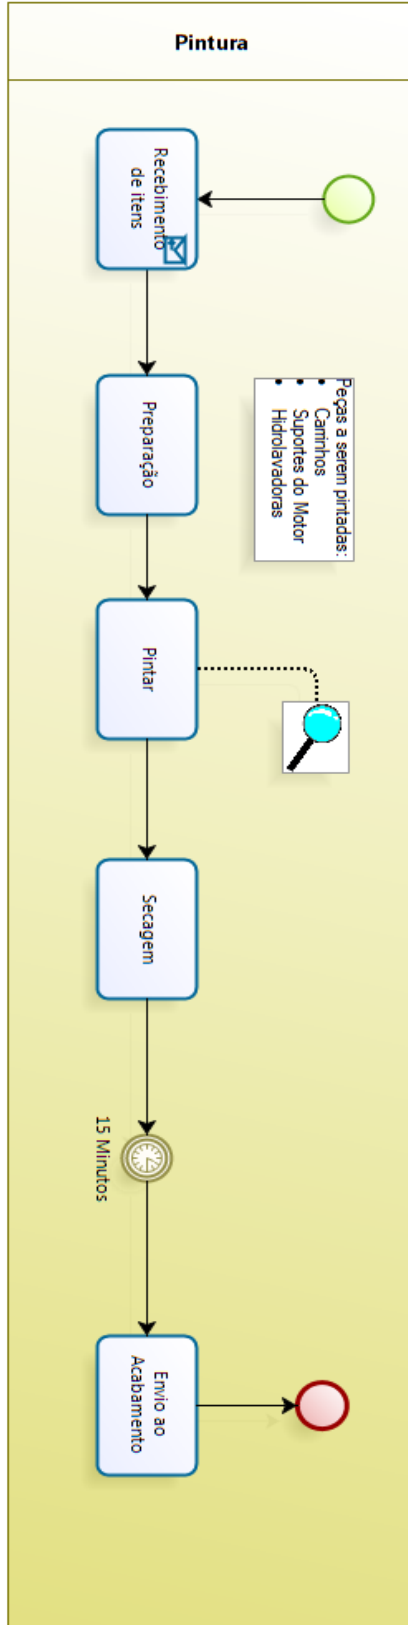 Pintura
Recebimento
de itens
Peças a serem pintadas:
• Caminhos
• Suportes do Motor
• Hidrolavadoras
Preparação
Pintar
Secagem
15 Minutos
Envio ao
Acabamento